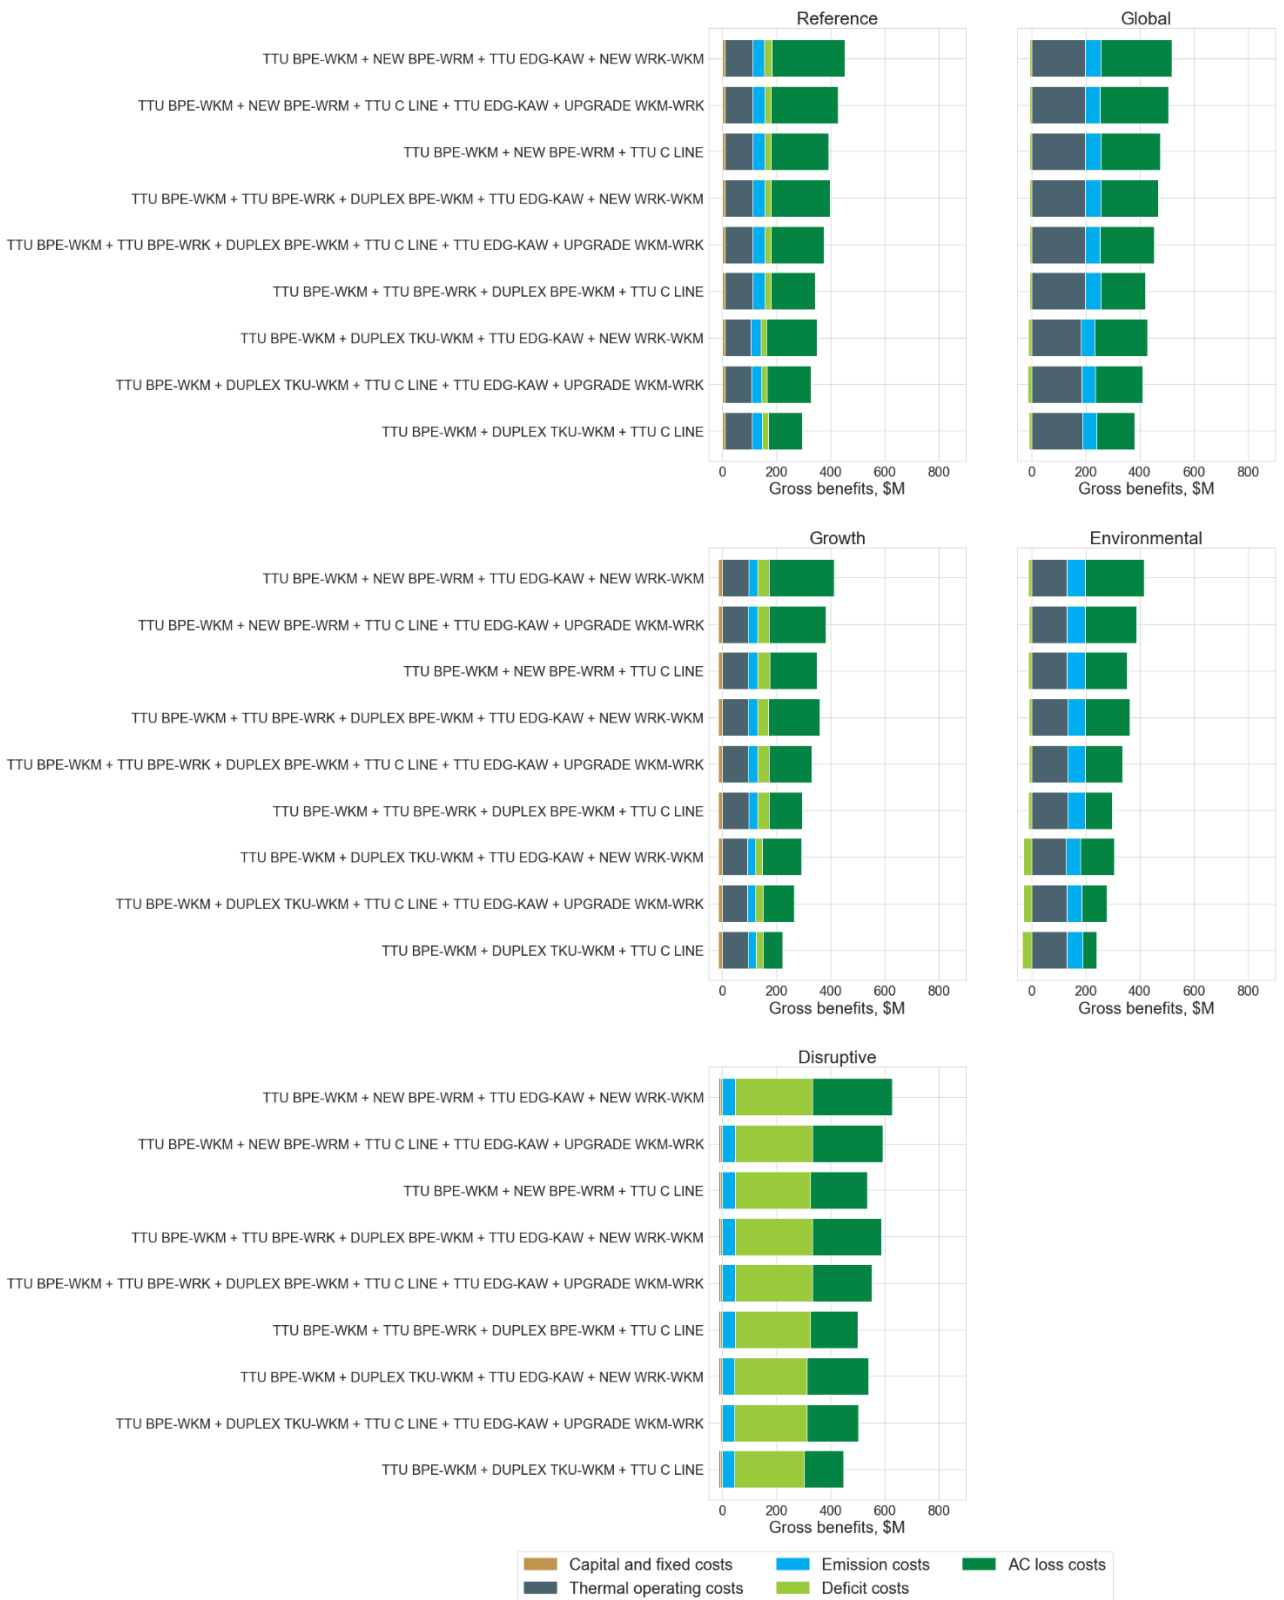 Reference
Global
TTU BPE-WKM + NEW BPE-WRM + TTU EDG-KAW + NEW WRK-WKM
TTU BPE-WKM + NEW BPE-WRM + TTU C LINE + TTU EDG-KAW + UPGRADE WKM-WRK
TTU BPE-WKM + NEW BPE-WRM + TTU C LINE
TTU BPE-WKM + TTU BPE-WRK + DUPLEX BPE-WKM + TTU EDG-KAW + NEW WRK-WKM
TTU BPE-WKM + TTU BPE-WRK + DUPLEX BPE-WKM + TTU C LINE + TTU EDG-KAW + UPGRADE WKM-WRK
TTU BPE-WKM + TTU BPE-WRK + DUPLEX BPE-WKM + TTU C LINE
TTU BPE-WKM + DUPLEX TKU-WKM + TTU EDG-KAW + NEW WRK-WKM
TTU BPE-WKM + DUPLEX TKU-WKM + TTU C LINE + TTU EDG-KAW + UPGRADE WKM-WRK
TTU BPE-WKM + DUPLEX TKU-WKM + TTU C LINE
0 200 400 600 800
0 200 400 600 800
Gross benefits, $M
Gross benefits, $M
Growth
Environmental
TTU BPE-WKM + NEW BPE-WRM + TTU EDG-KAW + NEW WRK-WKM
TTU BPE-WKM + NEW BPE-WRM + TTU C LINE + TTU EDG-KAW + UPGRADE WKM-WRK
TTU BPE-WKM + NEW BPE-WRM + TTU C LINE
TTU BPE-WKM + TTU BPE-WRK + DUPLEX BPE-WKM + TTU EDG-KAW + NEW WRK-WKM
TTU BPE-WKM + TTU BPE-WRK + DUPLEX BPE-WKM + TTU C LINE + TTU EDG-KAW + UPGRADE WKM-WRK
TTU BPE-WKM + TTU BPE-WRK + DUPLEX BPE-WKM + TTU C LINE
TTU BPE-WKM + DUPLEX TKU-WKM + TTU EDG-KAW + NEW WRK-WKM
TTU BPE-WKM + DUPLEX TKU-WKM + TTU C LINE + TTU EDG-KAW + UPGRADE WKM-WRK
TTU BPE-WKM + DUPLEX TKU-WKM + TTU C LINE
0 200 400 600 800
0 200 400 600 800
Gross benefits, $M
Gross benefits, $M
Disruptive
TTU BPE-WKM + NEW BPE-WRM + TTU EDG-KAW + NEW WRK-WKM
TTU BPE-WKM + NEW BPE-WRM + TTU C LINE + TTU EDG-KAW + UPGRADE WKM-WRK
TTU BPE-WKM + NEW BPE-WRM + TTU C LINE
TTU BPE-WKM + TTU BPE-WRK + DUPLEX BPE-WKM + TTU EDG-KAW + NEW WRK-WKM
TTU BPE-WKM + TTU BPE-WRK + DUPLEX BPE-WKM + TTU C LINE + TTU EDG-KAW + UPGRADE WKM-WRK
TTU BPE-WKM + TTU BPE-WRK + DUPLEX BPE-WKM + TTU C LINE
TTU BPE-WKM + DUPLEX TKU-WKM + TTU EDG-KAW + NEW WRK-WKM
TTU BPE-WKM + DUPLEX TKU-WKM + TTU C LINE + TTU EDG-KAW + UPGRADE WKM-WRK
TTU BPE-WKM + DUPLEX TKU-WKM + TTU C LINE
0 200 400 600 800
Gross benefits, $M
Capital and fixed costs
Thermal operating costs
Emission costs
Deficit costs
AC loss costs